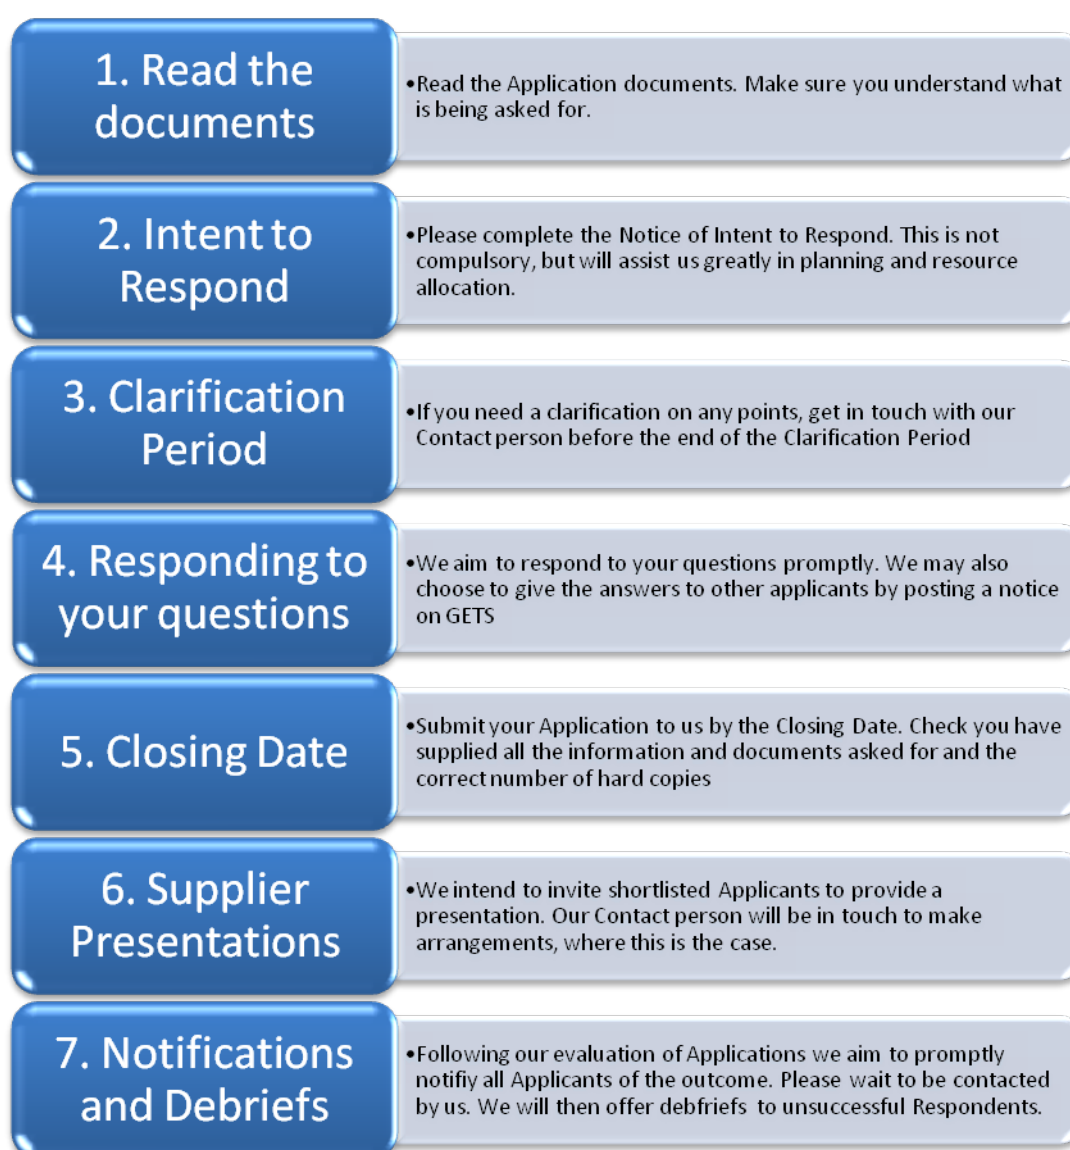 1. Read the
documents
•Read the Application documents. Make sure you understand what
is being asked for.
2. Intent to
Respond
•Please complete the Notice of Intent to Respond. This is not
compulsory, but will assist us greatly in planning and resource
allocation.
3. Clarification
Period
•If you need a clarification on any points, get in touch with our
Contact person before the end of the Clarification Period
4. Responding to
your questions
•We aim to respond to your questions promptly. We may also
choose to give the answers to other applicants by posting a notice
on GETS
5. Closing Date
•Submit your Application to us by the Closing Date. Check you have
supplied all the information and documents asked for and the
correct number of hard copies
6. Supplier
Presentations
•We intend to invite shortlisted Applicants to provide a
presentation. Our Contact person will be in touch to make
arrangements, where this is the case.
7. Notifications
and Debriefs
•Following our evaluation of Applications we aim to promptly
notifiy all Applicants of the outcome. Please wait to be contacted
by us. We will then offer debfriefs to unsuccessful Respondents.